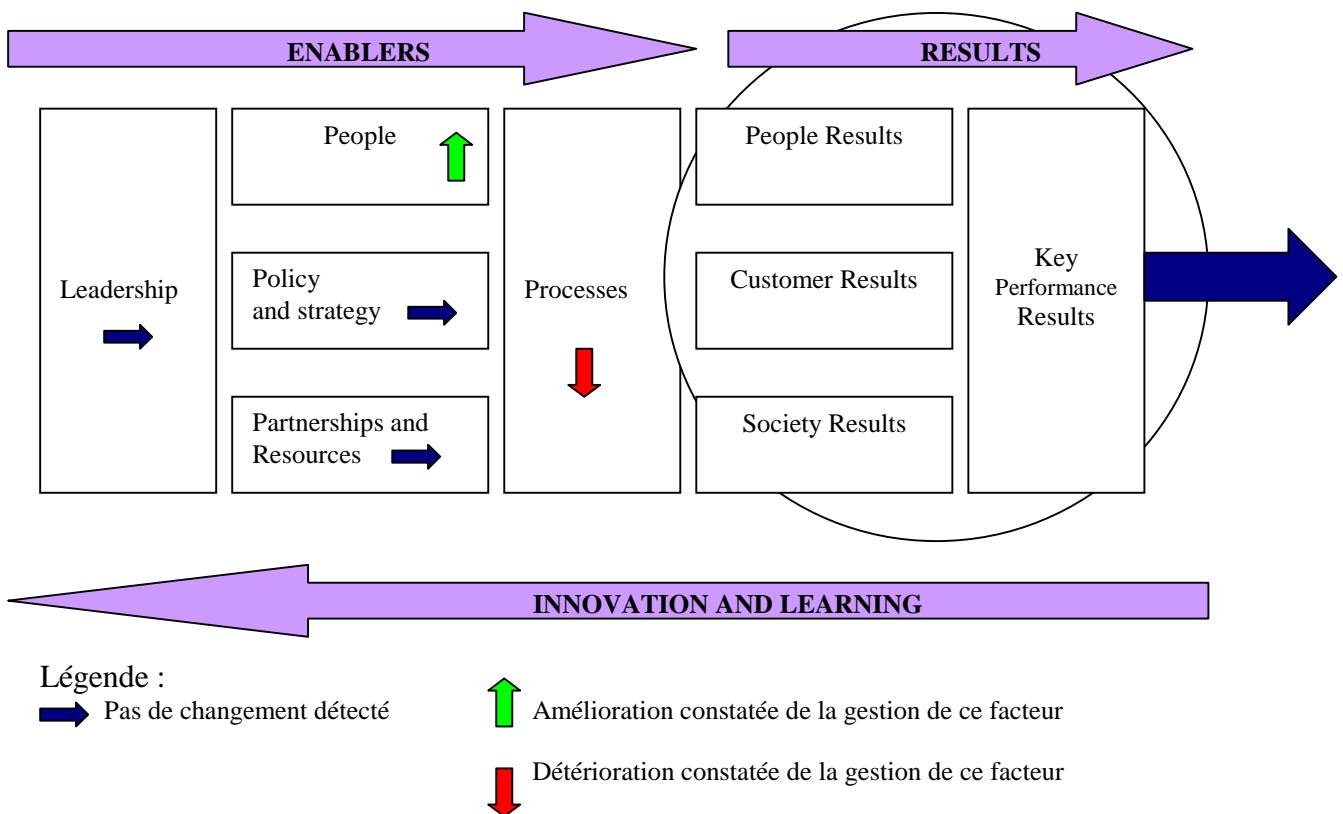 ENABLERS
RESULTS
Leadership
People
Policy
and strategy
Partnerships and
Resources
Processes
People Results
Customer Results
Society Results
Key
Performance
Results
INNOVATION AND LEARNING
Légende :
Pas de changement détecté
Amélioration constatée de la gestion de ce facteur
Détérioration constatée de la gestion de ce facteur